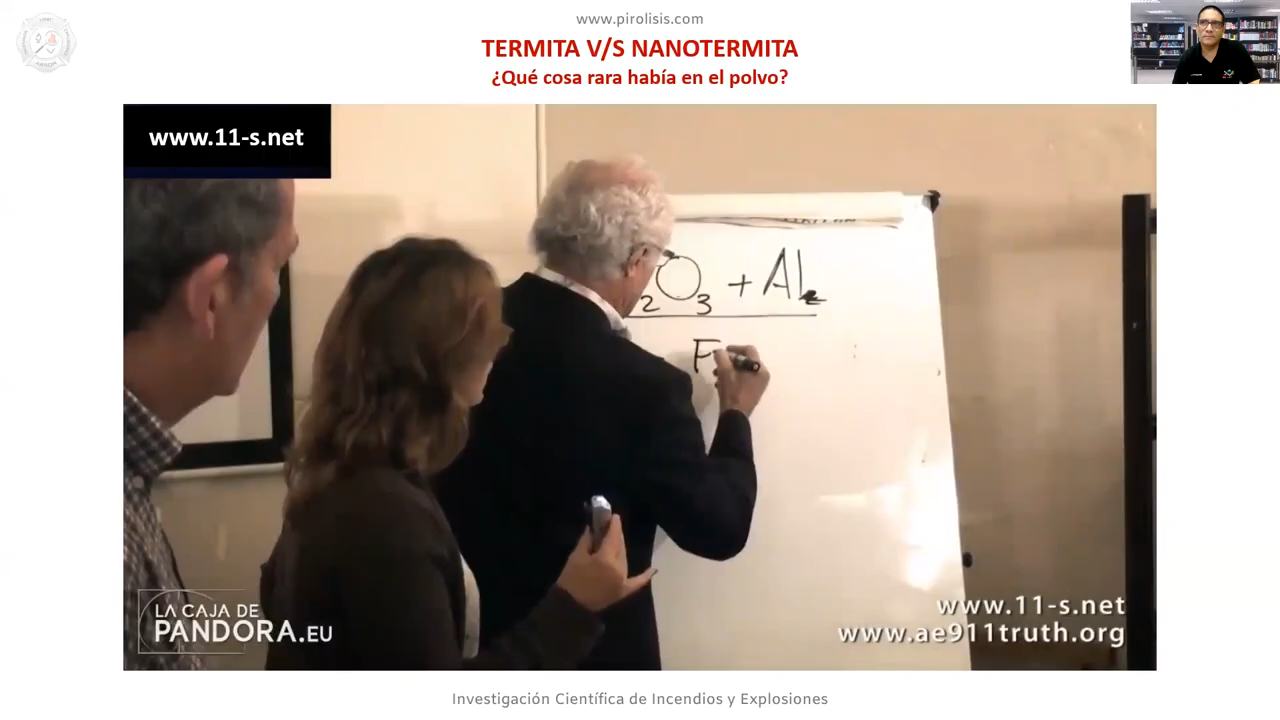 www.pirolisis.com
TERMITA V/S NANOTERMITA
¿Qué cosa rara había en el polvo?
www.11-s.net
2O3 + Al2
F
LA CAJA DE
PANDORA.EU
www.11-s.net
www.ae911truth.org
Investigación Científica de Incendios y Explosiones